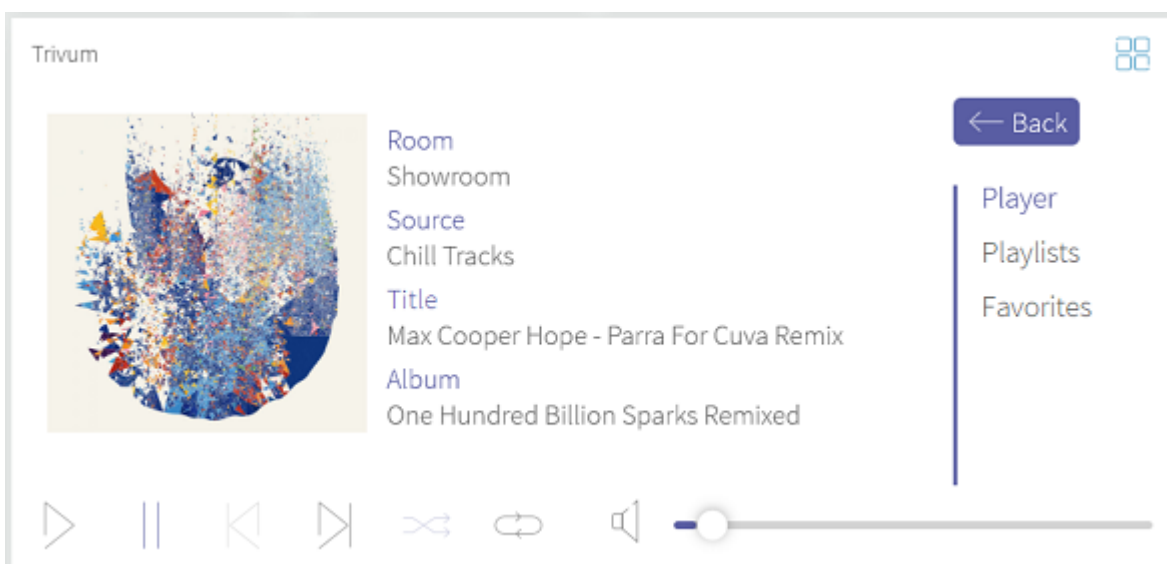 Trivum
Room
Showroom
Source
Chill Tracks
Title
Max Cooper Hope - Parra For Cuva Remix
Album
One Hundred Billion Sparks Remixed
← Back
Player
Playlists
Favorites